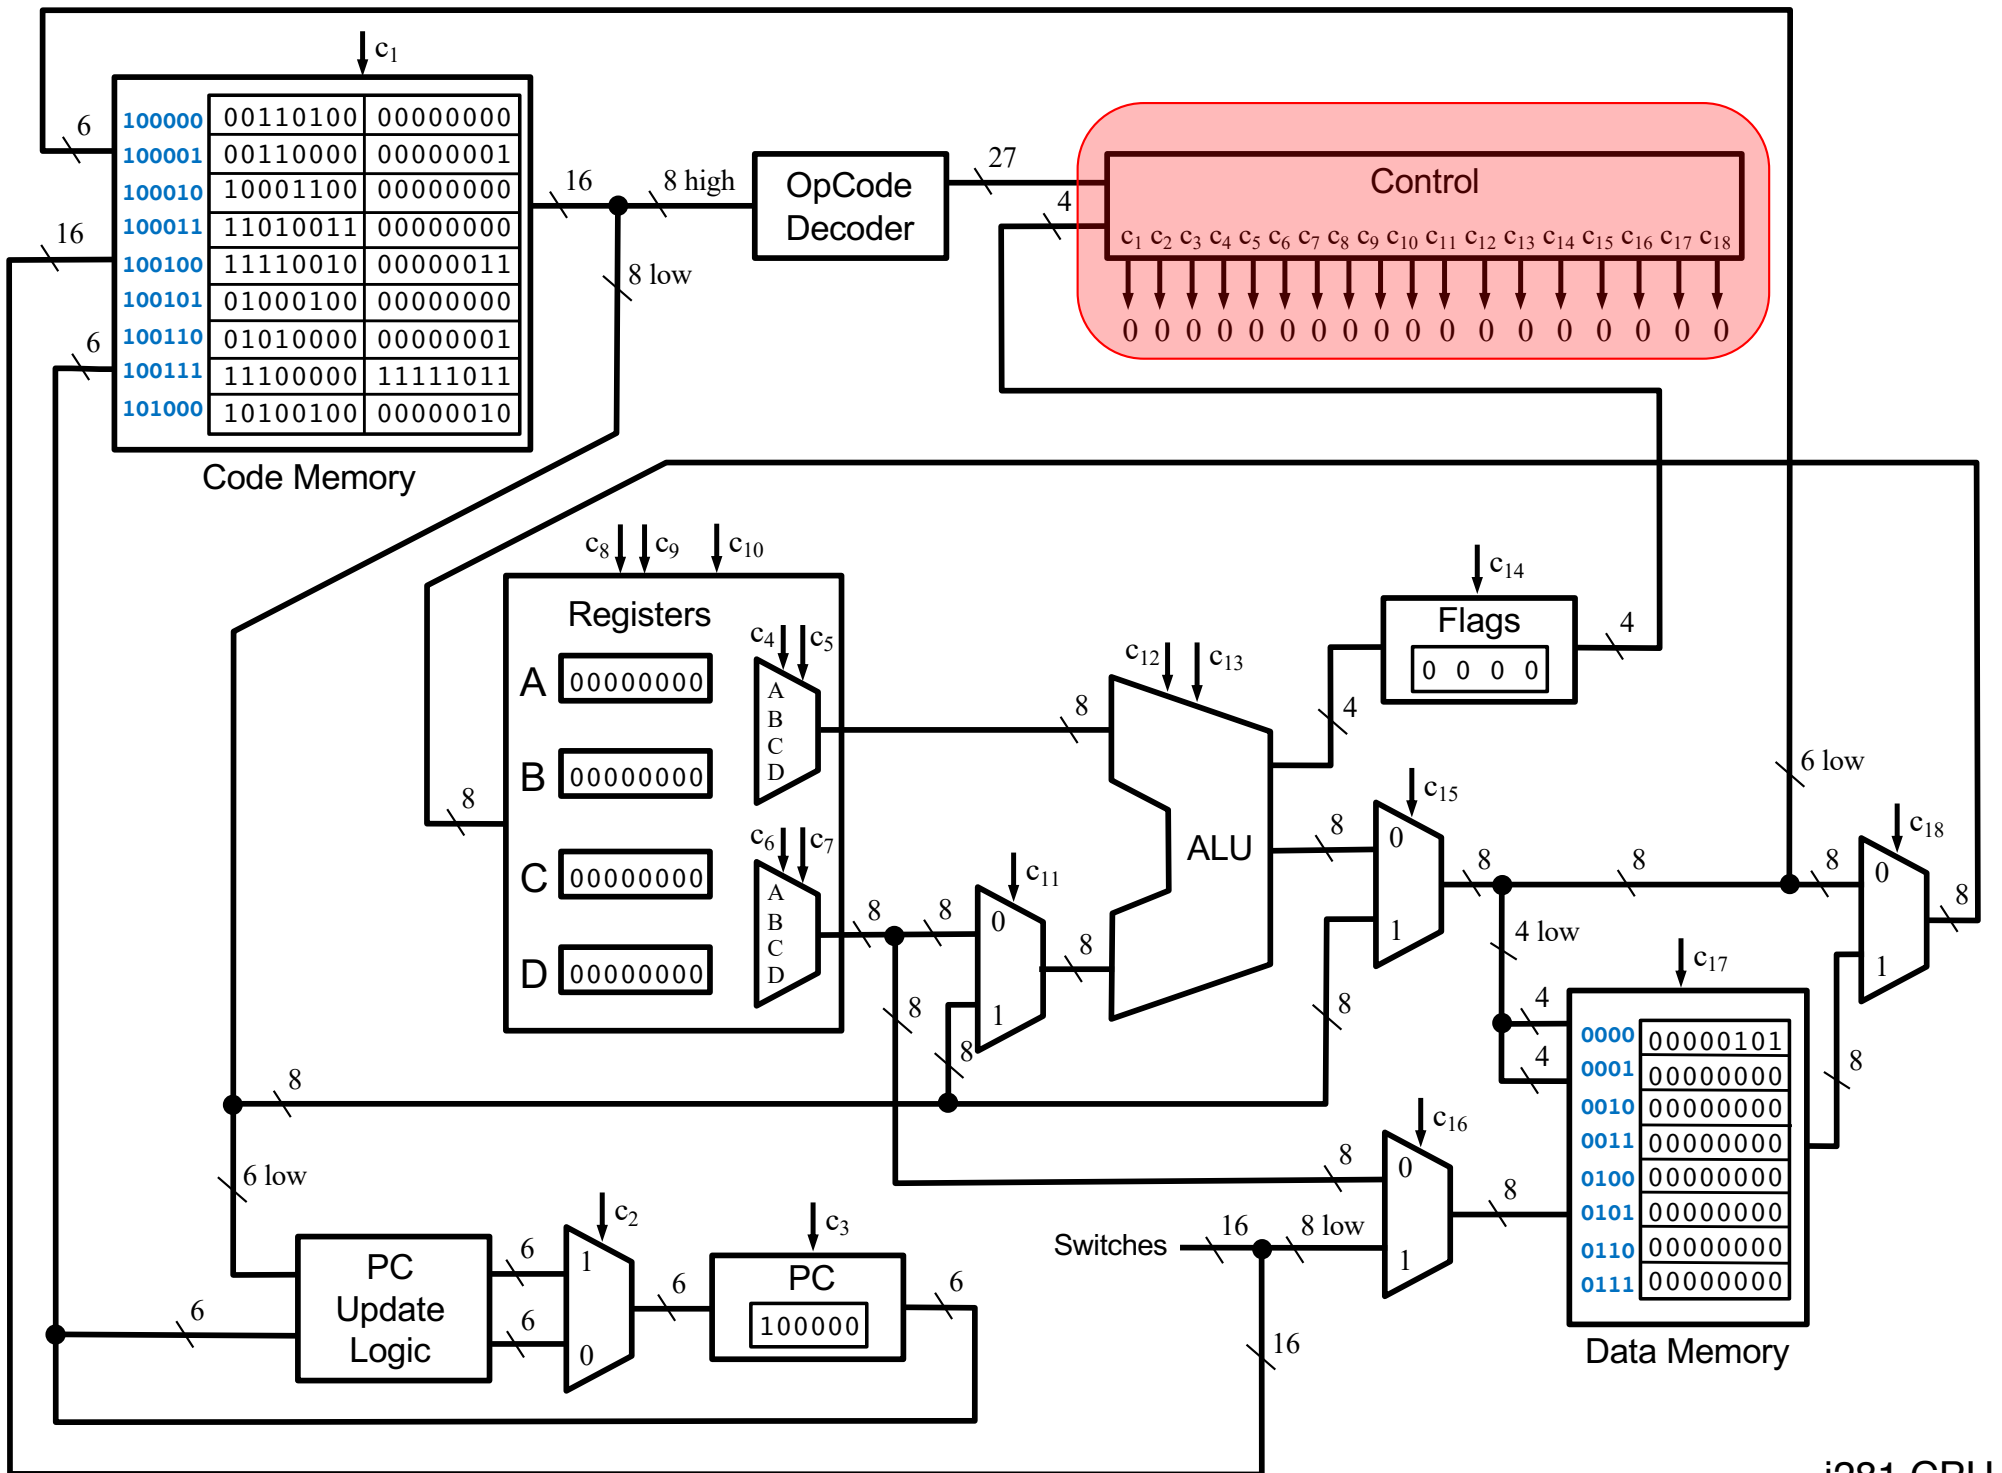 c1
100000 00110100 00000000
100001 00110000 00000001
100010 10001100 00000000
100011 11010011 00000000
100100 11110010 00000011
100101 01000100 00000000
100110 01010000 00000001
100111 11100000 11111011
101000 10100100 00000010
Code Memory
6
16
6
16
8 high
8 low
OpCode
Decoder
27
4
Control
c1 c2 c3 c4 c5 c6 c7 c8 c9 c10 c11 c12 c13 c14 c15 c16 c17 c18
0 0 0 0 0 0 0 0 0 0 0 0 0 0 0 0 0 0
c8 c9 c10
Registers
A 00000000
B 00000000
C 00000000
D 00000000
8
c4 c5
A
B
C
D
c6 c7
A
B
C
D
8
8
8
8
8
c11
0
1
8
c12 c13
ALU
4
8
c14
Flags
0 0 0 0
4
c15
0
1
8
8
8
6 low
8
4 low
4
4
c18
0
1
8
c17
0000 00000101
0001 00000000
0010 00000000
0011 00000000
0100 00000000
0101 00000000
0110 00000000
0111 00000000
Data Memory
8
8
6 low
6
PC
Update
Logic
6
6
c2
1
0
6
c3
PC
100000
6
Switches
16
8 low
16
8
c16
0
1
8